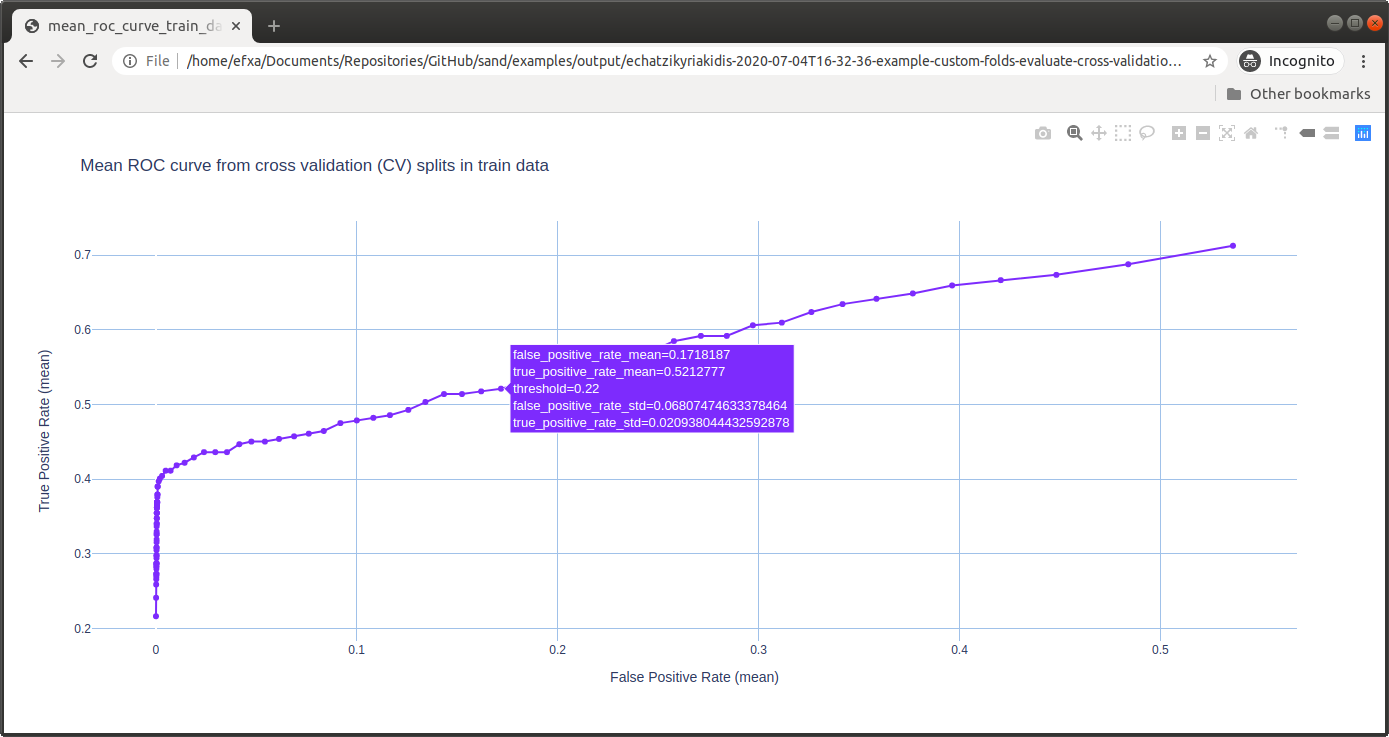 mean_roc_curve_train_da
File
/home/efxa/Documents/Repositories/GitHub/sand/examples/output/echatzikyriakidis-2020-07-04T16-32-36-example-custom-folds-evaluate-cross-validatio...
Incognito
Other bookmarks
Mean ROC curve from cross validation (CV) splits in train data
0.7
0.6
0.5
0.4
0.3
0.2
True Positive Rate (mean)
false_positive_rate_mean=0.1718187
true_positive_rate_mean=0.5212777
threshold=0.22
false_positive_rate_std=0.06807474633378464
true_positive_rate_std=0.020938044432592878
0
0.1
0.2
0.3
0.4
0.5
False Positive Rate (mean)